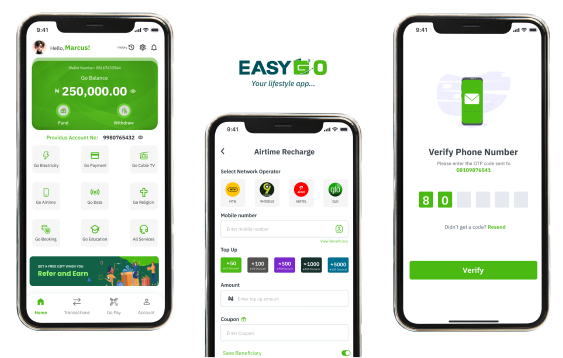 9:41
Hello, Marcus!
History
Go Balance
₦ 250,000.00
Fund
Withdraw
Providus Account No: 9980765432
Go Electricity
Go Payment
Go Cable TV
Go Airtime
Go Data
Go Religion
Go Booking
Go Education
All Services
GET A FREE GIFT WHEN YOU
Refer and Earn
Home
Transactions
Go Pay
Account
EASY GO
Your lifestyle app...
9:41
Airtime Recharge
Select Network Operator
MTN
9MOBILE
AIRTEL
GLO
Mobile number
Enter mobile number
View Beneficiary
Top Up
+50
+100
+500
+1000
+5000
Amount
₦ Enter top up amount
Coupon
Enter Coupon
Save Beneficiary
9:41
Verify Phone Number
Please enter the OTP code sent to
08109876541
8 0
Didn't get a code? Resend
Verify